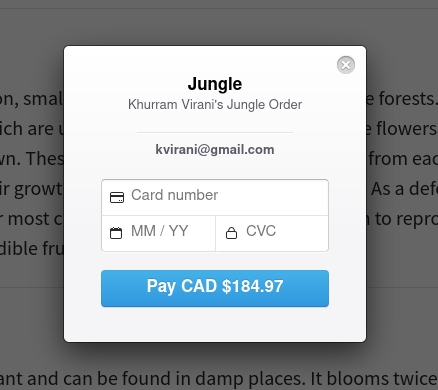 Jungle
Khurram Virani's Jungle Order
kvirani@gmail.com
Card number
MM / YY
CVC
Pay CAD $184.97
on, smal
e forests.
ich are
e flowers
wn. Thes
from eac
ir growt
As a def
r most c
n to repro
dible fru
ant and can be found in damp places. It blooms twice